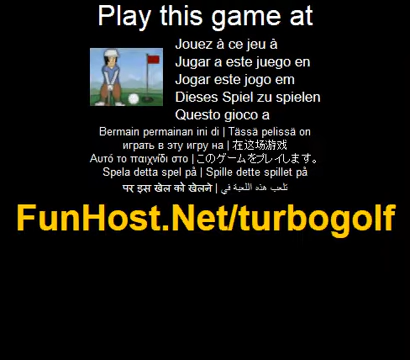 Play this game at
Jouez à ce jeu à
Jugar a este juego en
Jogar este jogo em
Dieses Spiel zu spielen
Questo gioco a
Bermain permainan ini di | Tässä pelissä on
играть в эту игру на | 在这场游戏
Αυτό το παιχνίδι στο | このゲームをプレイします。
Spela detta spel på | Spille dette spillet på
पर इस खेल को खेलने | تلعب هذه اللعبة في
FunHost.Net/turbogolf